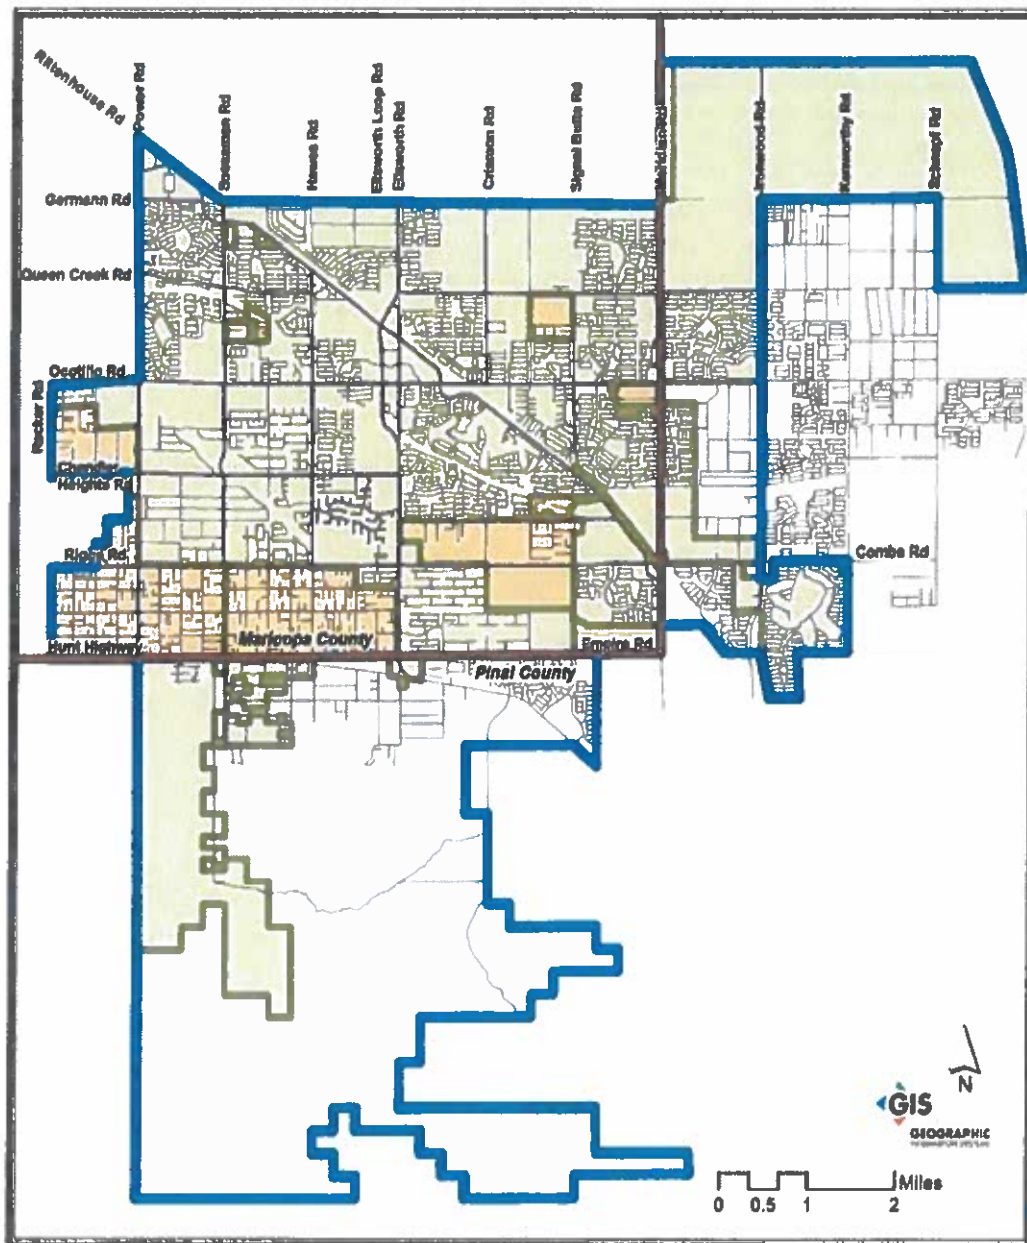 Rittenhouse Rd
Power Rd
Sossaman Rd
Hawes Rd
Ellsworth Loop Rd
Ellsworth Rd
Crismon Rd
Signal Butte Rd
Meridian Rd
Ironwood Rd
Kenworthy Rd
Schnepf Rd
Germann Rd
Queen Creek Rd
Ocotillo Rd
Recker Rd
Chandler
Heights Rd
Riggs Rd
Combs Rd
Hunt Highway
Maricopa County
Empire Rd
Pinal County
N
GIS
GEOGRAPHIC
Miles
0 0.5 1 2